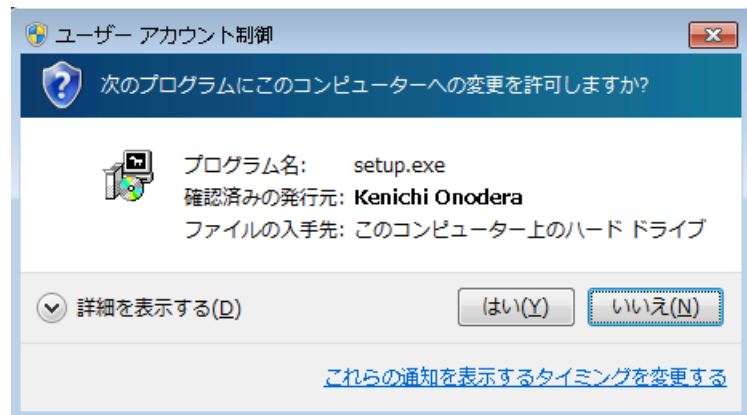 ユーザー アカウント制御
次のプログラムにこのコンピューターへの変更を許可しますか?
プログラム名: setup.exe
確認済みの発行元: Kenichi Onodera
ファイルの入手先: このコンピューター上のハード ドライブ
詳細を表示する(D)
はい(Y) いいえ(N)
これらの通知を表示するタイミングを変更する